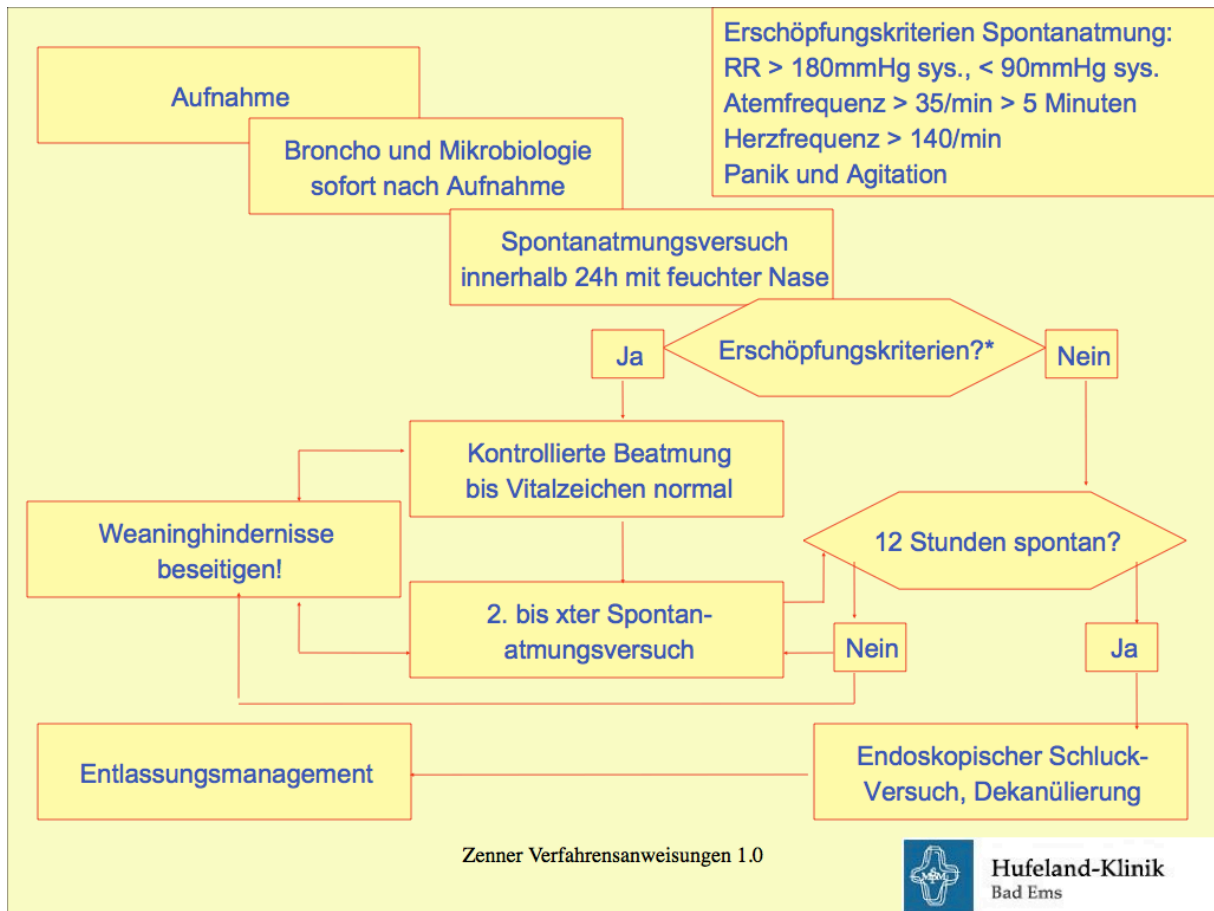 Erschöpfungskriterien Spontanatmung:
RR > 180mmHg sys., < 90mmHg sys.
Atemfrequenz > 35/min > 5 Minuten
Herzfrequenz > 140/min
Panik und Agitation
Aufnahme
Broncho und Mikrobiologie
sofort nach Aufnahme
Spontanatmungsversuch
innerhalb 24h mit feuchter Nase
Erschöpfungskriterien?*
Ja
Nein
Kontrollierte Beatmung
bis Vitalzeichen normal
Weaninghindernisse
beseitigen!
12 Stunden spontan?
2. bis xter Spontan-
atmungsversuch
Nein
Ja
Entlassungsmanagement
Endoskopischer Schluck-
Versuch, Dekanülierung
Zenner Verfahrensanweisungen 1.0
Hufeland-Klinik
Bad Ems